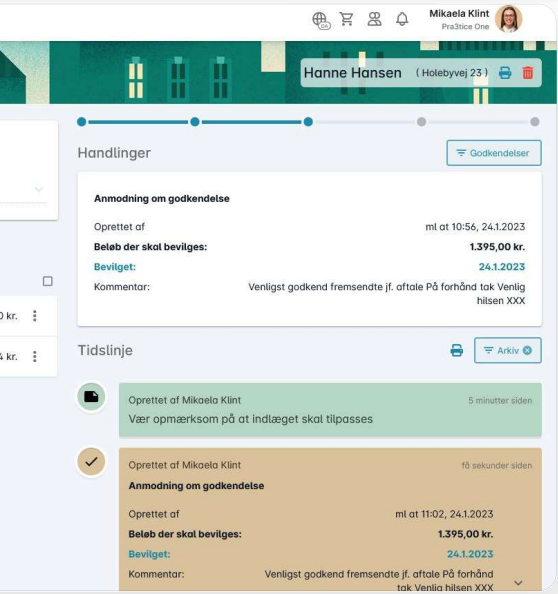 DA
Mikaela Klint
Pra3tice One
Hanne Hansen ( Holebyvej 23 )
Handlinger
Godkendelser
Anmodning om godkendelse
Oprettet af ml at 10:56, 24.1.2023
Beløb der skal bevilges: 1.395,00 kr.
Bevilget: 24.1.2023
Kommentar: Venligst godkend fremsendte jf. aftale På forhånd tak Venlig
hilsen XXX
0 kr.
4 kr.
Tidslinje
Arkiv
Oprettet af Mikaela Klint 5 minutter siden
Vær opmærksom på at indlæget skal tilpasses
Oprettet af Mikaela Klint få sekunder siden
Anmodning om godkendelse
Oprettet af ml at 11:02, 24.1.2023
Beløb der skal bevilges: 1.395,00 kr.
Bevilget: 24.1.2023
Kommentar: Venligst godkend fremsendte jf. aftale På forhånd
tak Venlig hilsen XXX